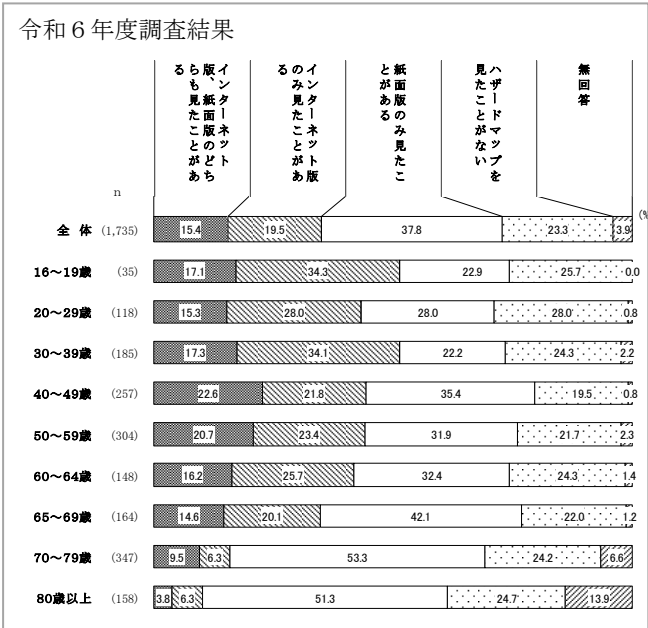 令和６年度調査結果
インターネット版、紙面版のどちらも見たことがある
インターネット版のみ見たことがある
紙面版のみ見たことがある
ハザードマップを見たことがない
無回答
n
(%)
全 体 (1,735) 15.4 19.5 37.8 23.3 3.9
16～19歳 (35) 17.1 34.3 22.9 25.7 0.0
20～29歳 (118) 15.3 28.0 28.0 28.0 0.8
30～39歳 (185) 17.3 34.1 22.2 24.3 2.2
40～49歳 (257) 22.6 21.8 35.4 19.5 0.8
50～59歳 (304) 20.7 23.4 31.9 21.7 2.3
60～64歳 (148) 16.2 25.7 32.4 24.3 1.4
65～69歳 (164) 14.6 20.1 42.1 22.0 1.2
70～79歳 (347) 9.5 6.3 53.3 24.2 6.6
80歳以上 (158) 3.8 6.3 51.3 24.7 13.9